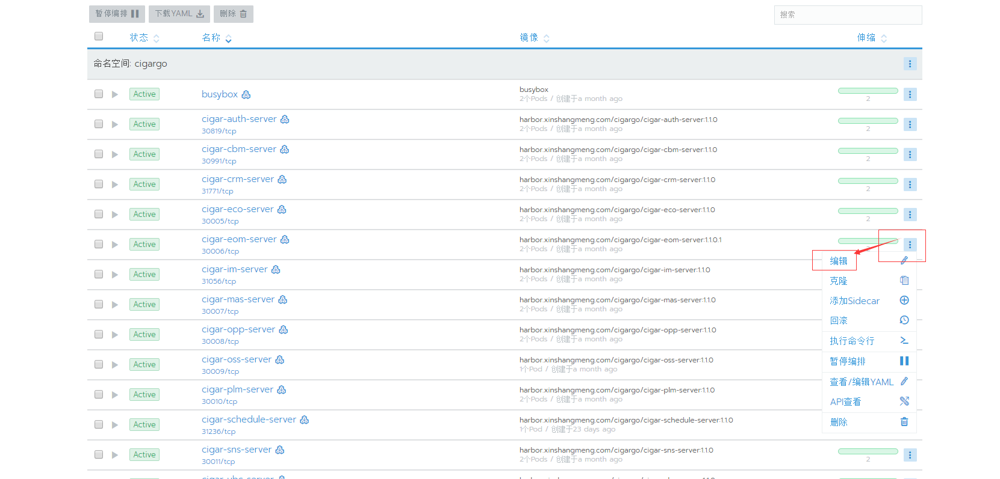 暂停编排
下载YAML
删除
搜索
状态
名称
镜像
伸缩
命名空间: cigargo
Active
busybox
busybox
2个Pods / 创建于a month ago
2
Active
cigar-auth-server
30819/tcp
harbor.xinshangmeng.com/cigargo/cigar-auth-server:1.1.0
2个Pods / 创建于a month ago
2
Active
cigar-cbm-server
30991/tcp
harbor.xinshangmeng.com/cigargo/cigar-cbm-server:1.1.0
2个Pods / 创建于a month ago
2
Active
cigar-crm-server
31771/tcp
harbor.xinshangmeng.com/cigargo/cigar-crm-server:1.1.0
2个Pods / 创建于a month ago
2
Active
cigar-eco-server
30005/tcp
harbor.xinshangmeng.com/cigargo/cigar-eco-server:1.1.0
2个Pods / 创建于a month ago
2
Active
cigar-eom-server
30006/tcp
harbor.xinshangmeng.com/cigargo/cigar-eom-server:1.1.0.1
2个Pods / 创建于a month ago
Active
cigar-im-server
31056/tcp
harbor.xinshangmeng.com/cigargo/cigar-im-server:1.1.0
2个Pods / 创建于a month ago
Active
cigar-mas-server
30007/tcp
harbor.xinshangmeng.com/cigargo/cigar-mas-server:1.1.0
2个Pods / 创建于a month ago
Active
cigar-opp-server
30008/tcp
harbor.xinshangmeng.com/cigargo/cigar-opp-server:1.1.0
2个Pods / 创建于a month ago
Active
cigar-oss-server
30009/tcp
harbor.xinshangmeng.com/cigargo/cigar-oss-server:1.1.0
1个Pod / 创建于a month ago
Active
cigar-plm-server
30010/tcp
harbor.xinshangmeng.com/cigargo/cigar-plm-server:1.1.0
2个Pods / 创建于a month ago
Active
cigar-schedule-server
31236/tcp
harbor.xinshangmeng.com/cigargo/cigar-schedule-server:1.1.0
1个Pod / 创建于23 days ago
Active
cigar-sns-server
30011/tcp
harbor.xinshangmeng.com/cigargo/cigar-sns-server:1.1.0
2个Pods / 创建于a month ago
2
编辑
克隆
添加Sidecar
回滚
执行命令行
暂停编排
查看/编辑YAML
API查看
删除